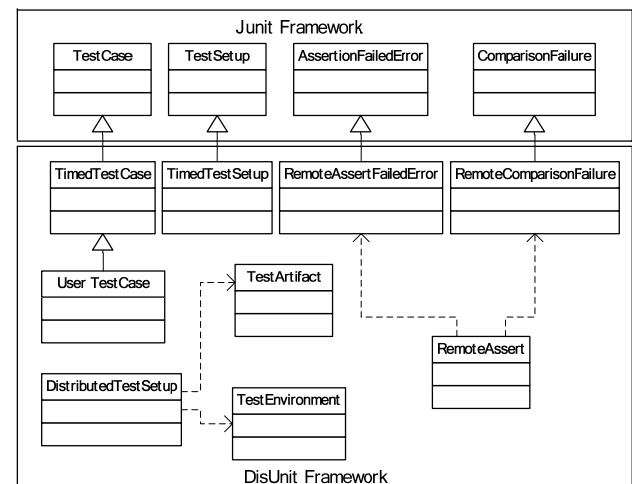 Junit Framework
TestCase
TestSetup
AssertionFailedError
ComparisonFailure
TimedTestCase
TimedTestSetup
RemoteAssertFailedError
RemoteComparisonFailure
User TestCase
TestArtifact
RemoteAssert
DistributedTestSetup
TestEnvironment
DisUnit Framework